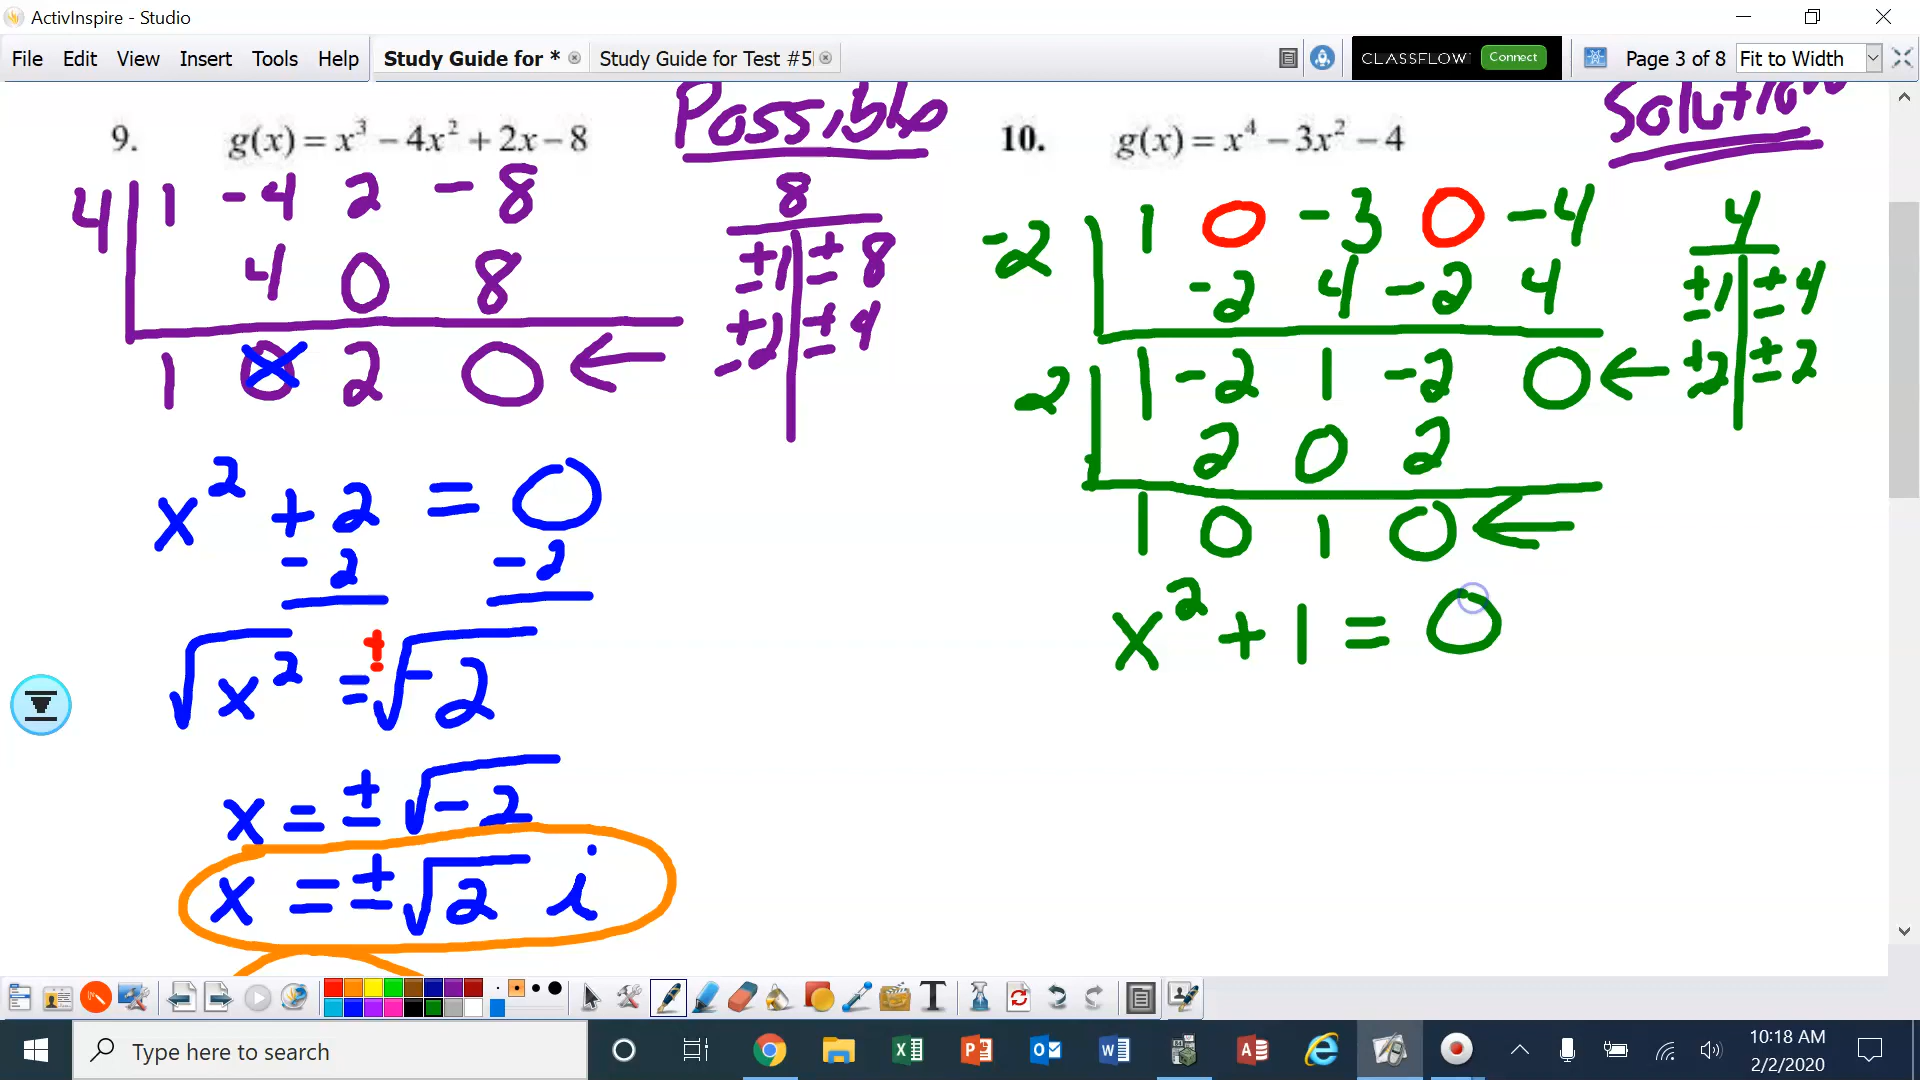 ActivInspire - Studio
File Edit View Insert Tools Help
Study Guide for *
Study Guide for Test #5
CLASSFLOW Connect
Page 3 of 8
Fit to Width
Possible
Solution
9. g(x) = x³ − 4x² + 2x − 8
4 1 -4 2 -8
4 0 8
1 0 2 0 ←
8
±1 ±8
±2 ±4
x² + 2 = 0
-2 -2
√x² = ±√-2
x = ±√-2
x = ±√2 i
10. g(x) = x⁴ − 3x² − 4
-2 1 0 -3 0 -4
-2 4 -2 4
2 1 -2 1 -2 0 ←
2 0 2
1 0 1 0 ←
x² + 1 = 0
4
±1 ±4
±2 ±2
Type here to search
10:18 AM
2/2/2020